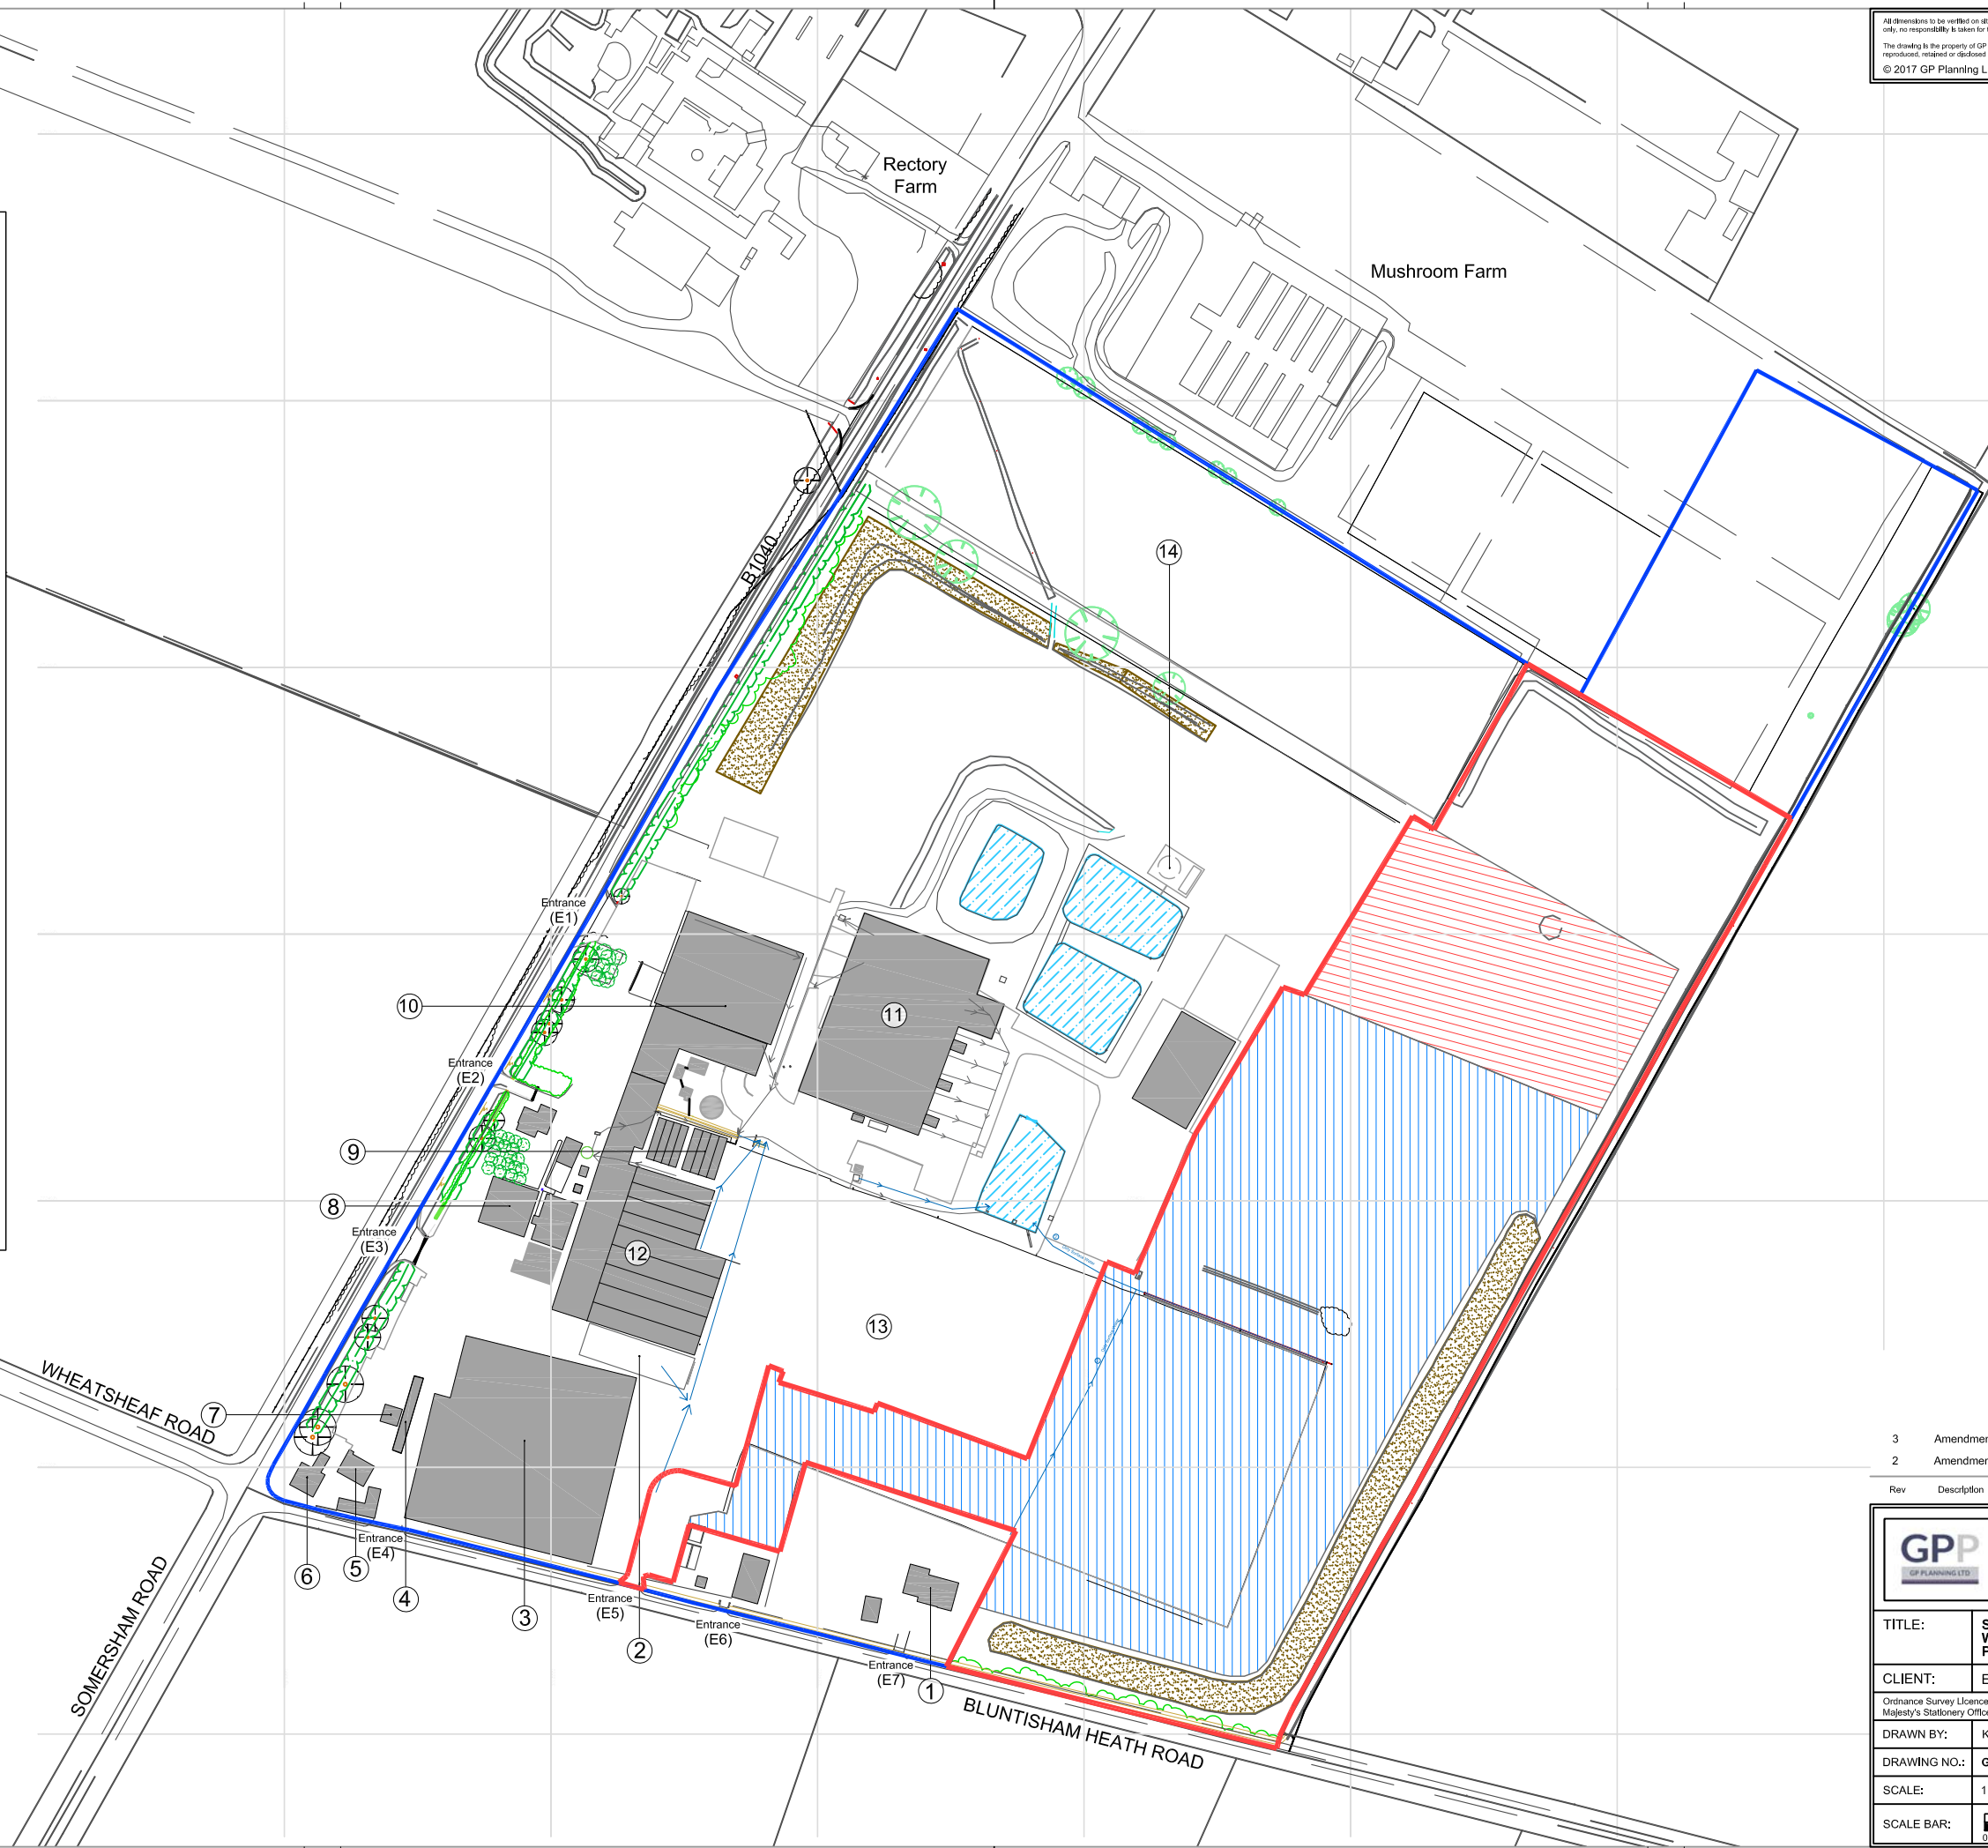 All dimensions to be verified on
only, no responsibility is taken for
The drawing is the property of GP
reproduced, retained or disclosed
© 2017 GP Planning L
Rectory
Farm
Mushroom Farm
B1040
14
Entrance
(E1)
10
11
Entrance
(E2)
9
8
Entrance
(E3)
12
13
WHEATSHEAF ROAD
7
6
5
Entrance
(E4)
4
3
Entrance
(E5)
2
Entrance
(E6)
Entrance
(E7)
1
SOMERSHAM ROAD
BLUNTISHAM HEATH ROAD
3 Amendmen
2 Amendmen
Rev Description
GPP
GP PLANNING LTD
TITLE: S
W
F
CLIENT: E
Ordnance Survey Licence
Majesty's Stationery Office
DRAWN BY: K
DRAWING NO.: G
SCALE: 1
SCALE BAR: